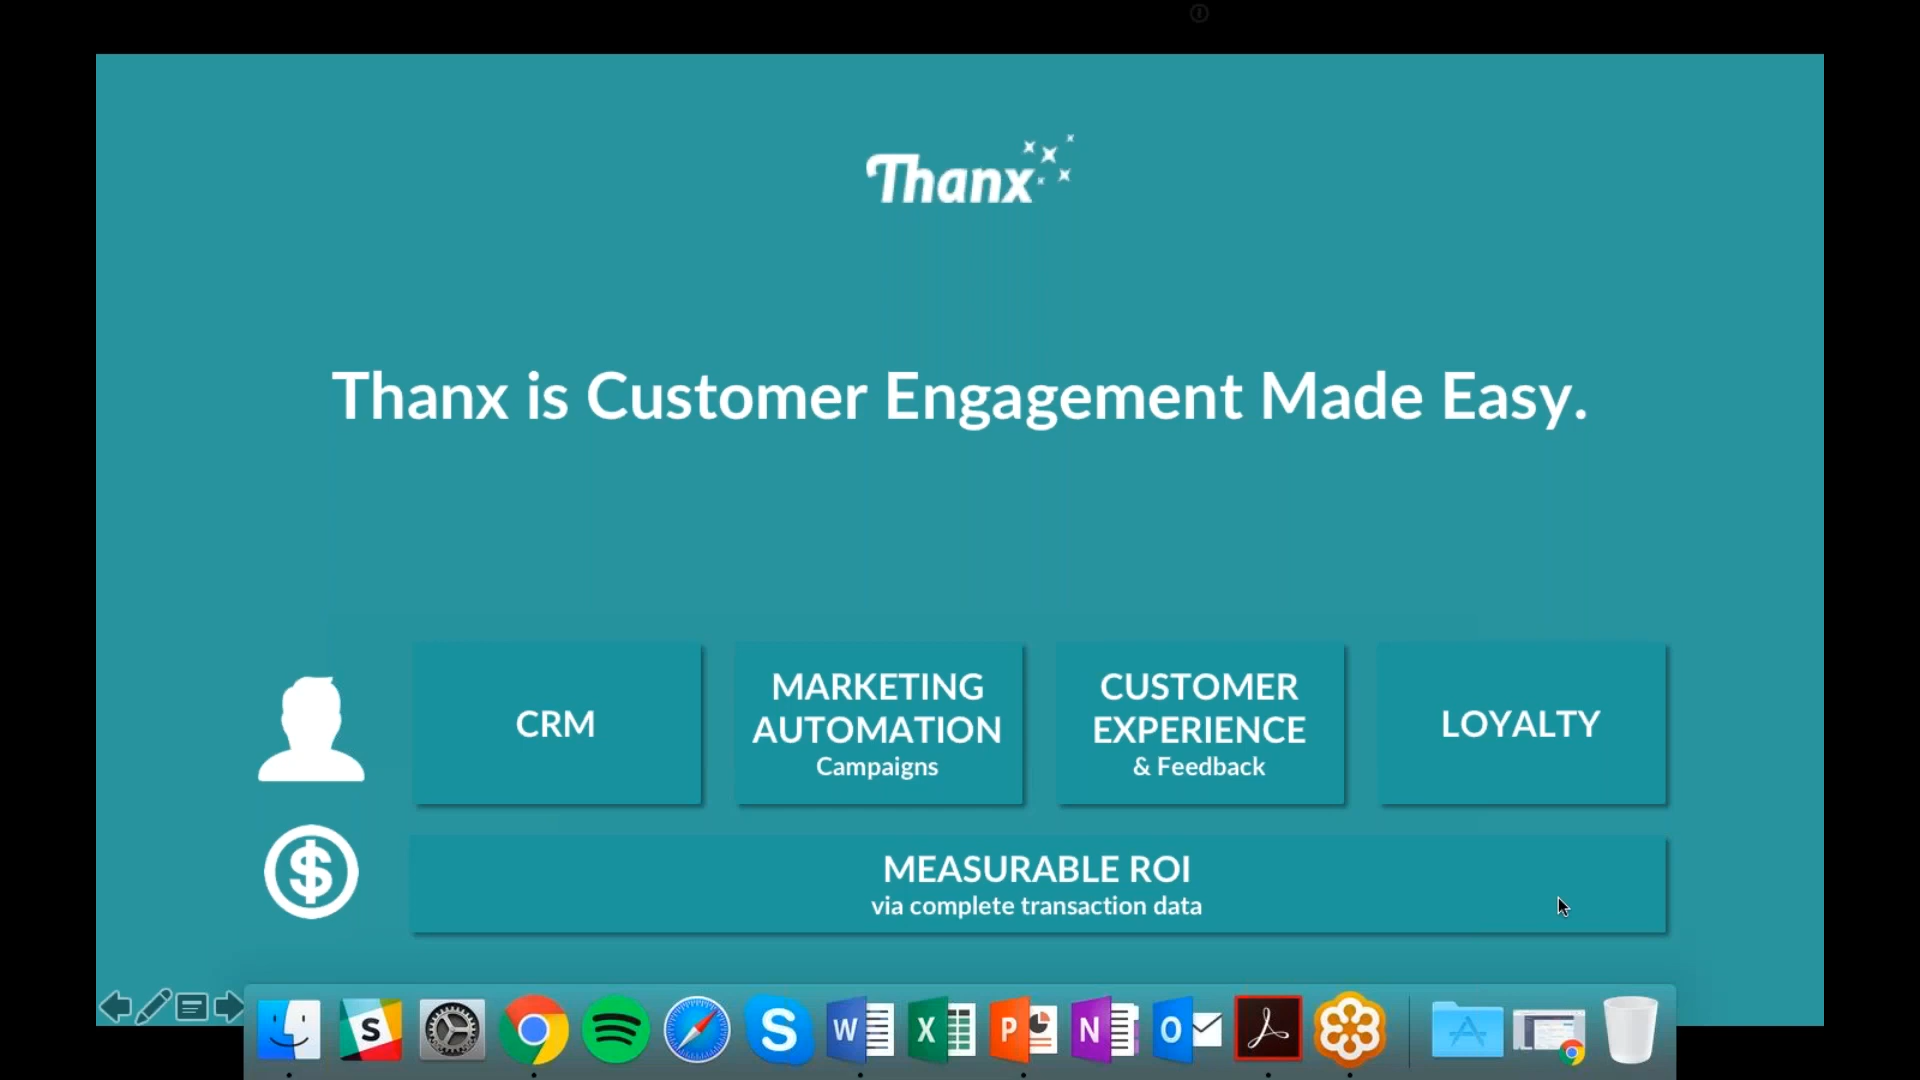 Thanx
Thanx is Customer Engagement Made Easy.
CRM
MARKETING
AUTOMATION
Campaigns
CUSTOMER
EXPERIENCE
& Feedback
LOYALTY
$
MEASURABLE ROI
via complete transaction data
S
S
W
X
P
N
O